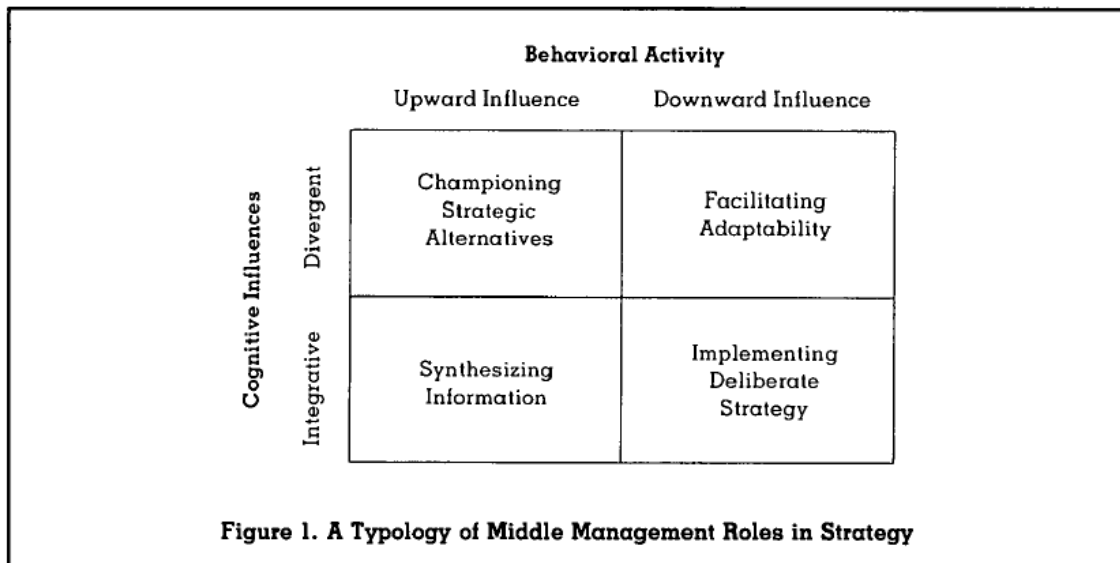 Behavioral Activity
Upward Influence Downward Influence
Cognitive Influences
Divergent
Championing
Strategic
Alternatives
Facilitating
Adaptability
Integrative
Synthesizing
Information
Implementing
Deliberate
Strategy
Figure 1. A Typology of Middle Management Roles in Strategy